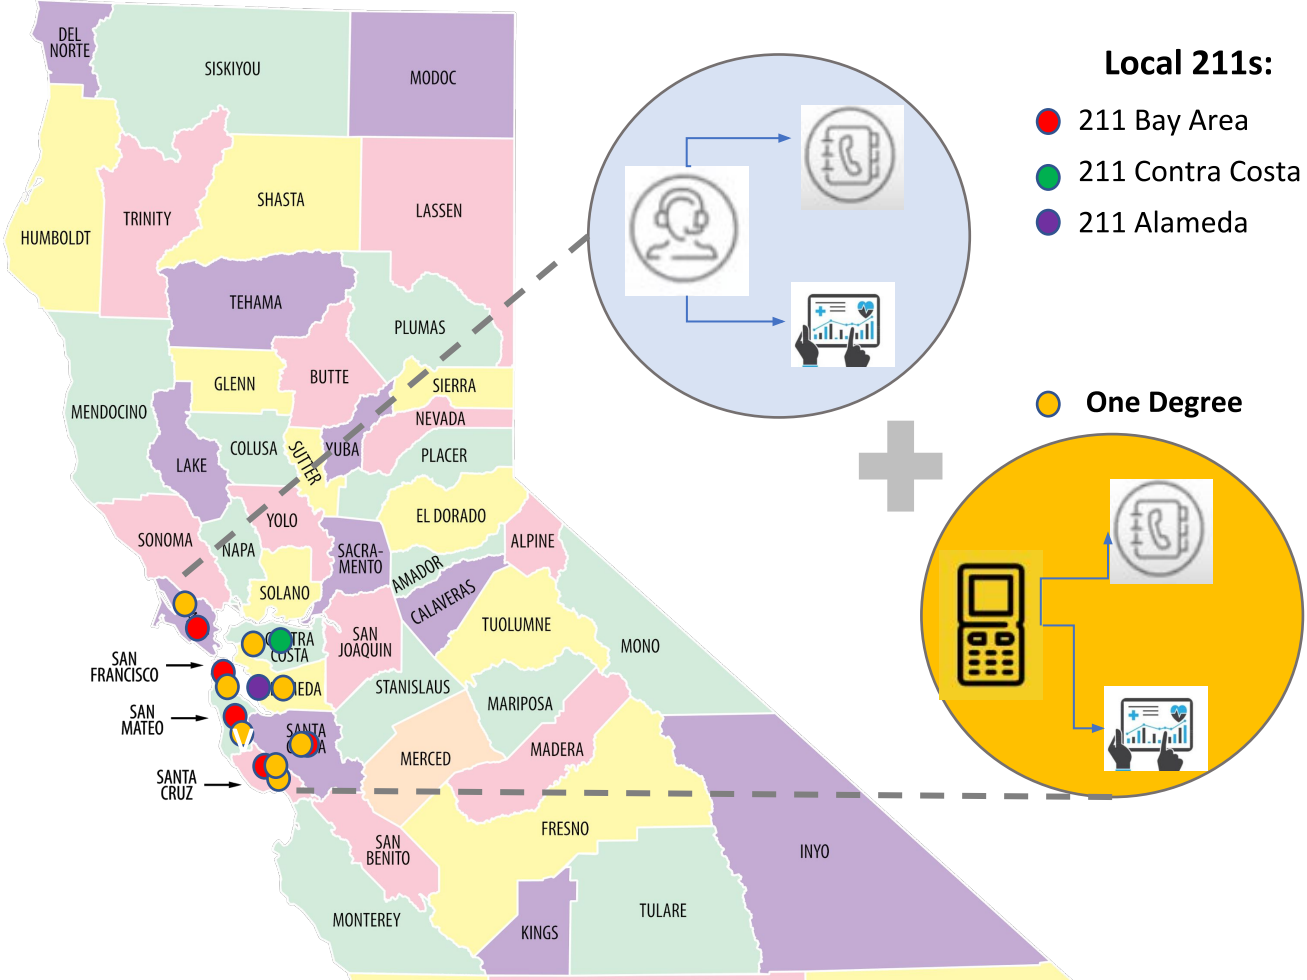 DEL
NORTE
SISKIYOU
MODOC
HUMBOLDT
TRINITY
SHASTA
LASSEN
TEHAMA
PLUMAS
GLENN
BUTTE
SIERRA
MENDOCINO
NEVADA
COLUSA
SUTTER
YUBA
PLACER
LAKE
SONOMA
NAPA
YOLO
EL DORADO
SACRA-
MENTO
ALPINE
AMADOR
SOLANO
CALAVERAS
TUOLUMNE
MONO
TRA
COSTA
SAN
JOAQUIN
SAN
FRANCISCO
EDA
STANISLAUS
MARIPOSA
SAN
MATEO
SANTA
MERCED
MADERA
SANTA
CRUZ
FRESNO
SAN
BENITO
INYO
MONTEREY
KINGS
TULARE
Local 211s:
211 Bay Area
211 Contra Costa
211 Alameda
One Degree